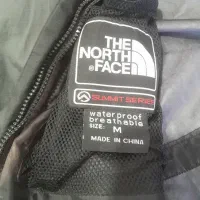 THE
NORTH
FACE
SUMMIT SERIES
waterproof
breathable
SIZE: M
MADE IN CHINA